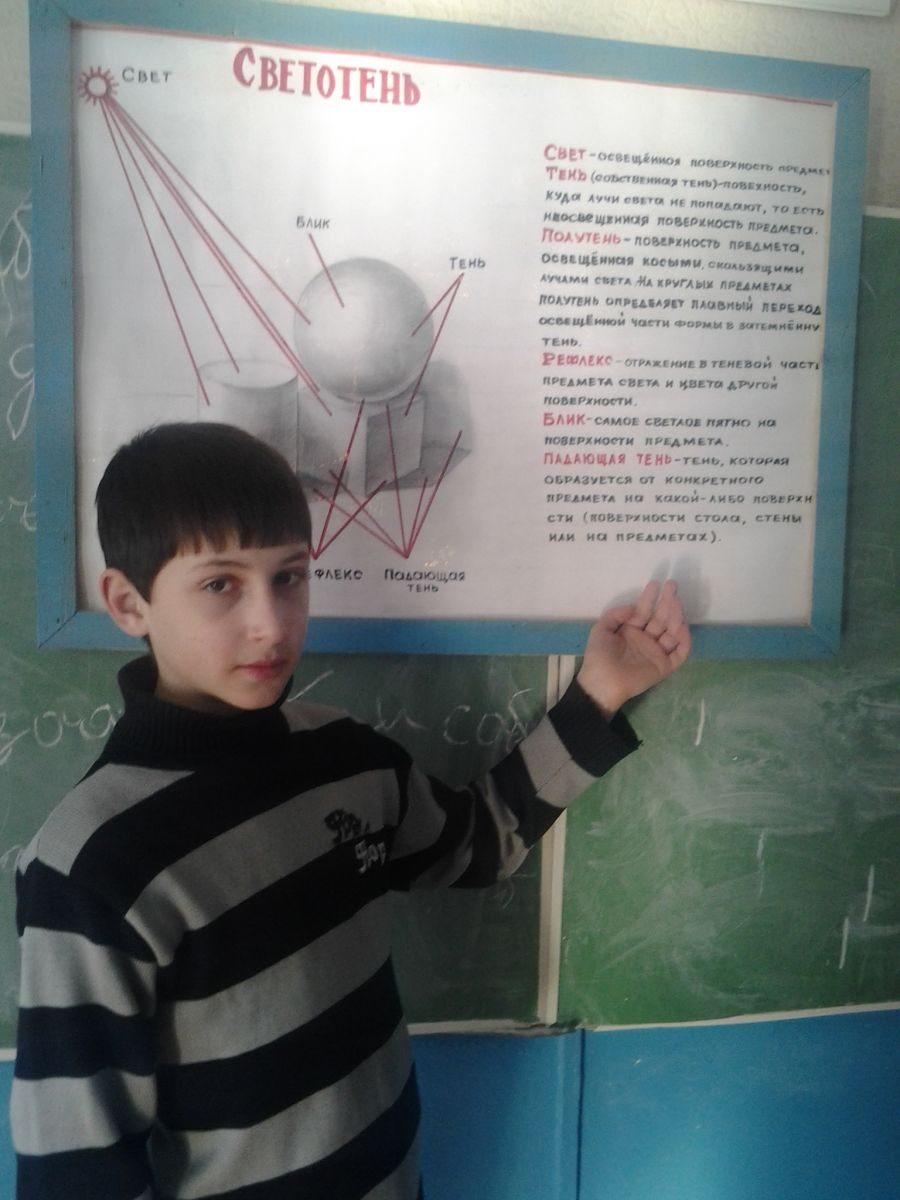 Светотень
Свет
Блик
Тень
ефлекс Падающая
тень
Свет-освещённоя поверхность предмет
Тень (собственная тень)-повехность,
куда лучи света не попадают, то есть
неосвещенная поверхность предмета.
Полутень-поверхность предмета,
освещённая косыми, скользящими
лучами света. На круглых предметах
полутень определяет плавный переход
освещённой части формы в затемнённу
тень.
Рефлекс-отражение в теневой части
предмета света и цвета другой
поверхности.
Блик-самое светлое пятно на
поверхности предмета.
Падающая тень-тень, которая
образуется от конкретного
предмета на какой-либо поверхн
сти (поверхности стола, стены
или на предметах).